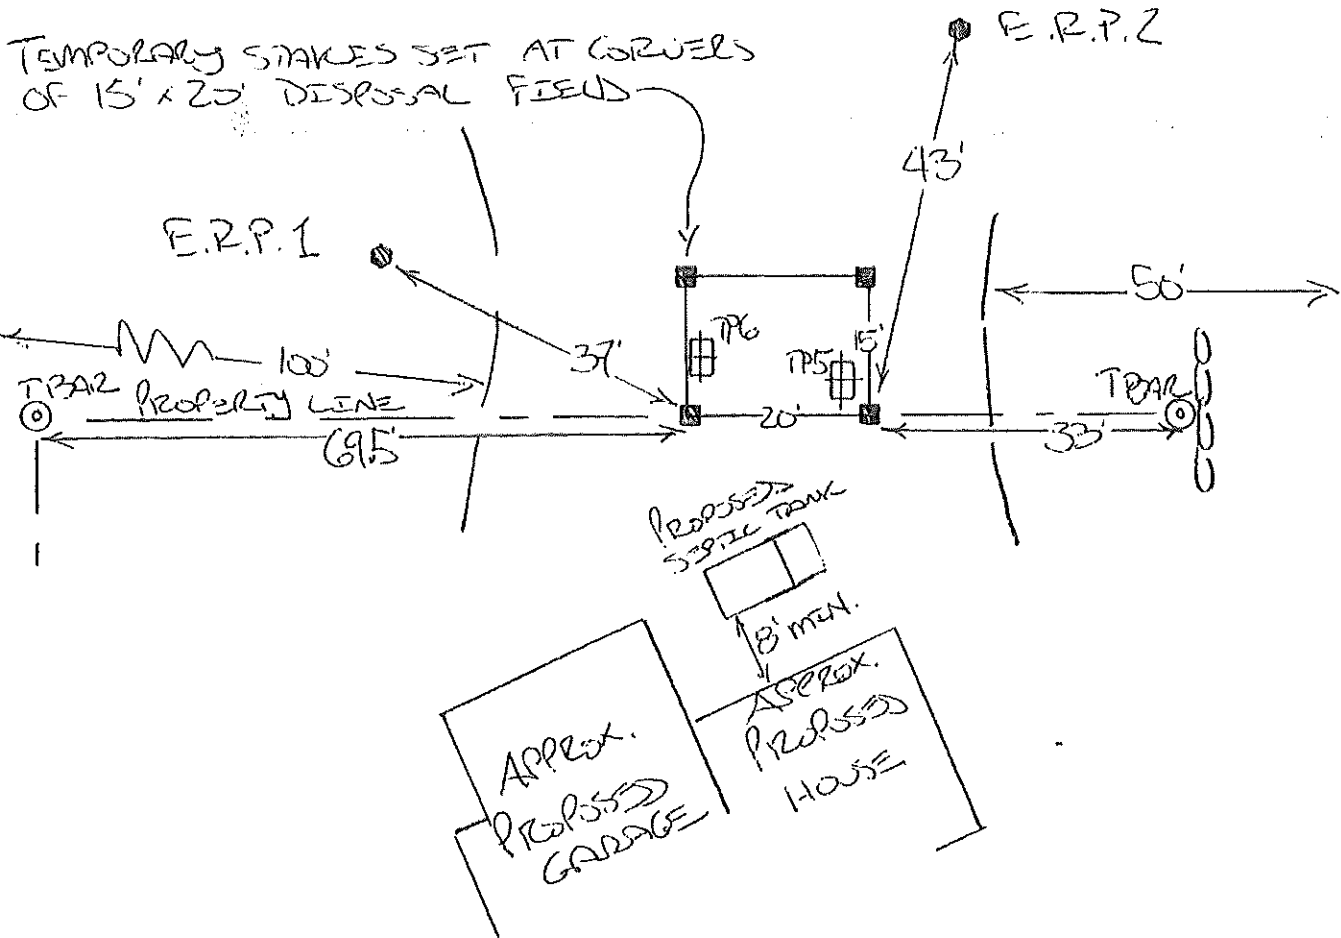 TEMPORARY STAKES SET AT CORNERS
OF 15' x 20' DISPOSAL FIELD
E.R.P. 2
43'
E.R.P. 1
50'
37'
TP6
15'
TP5
100'
TBAR
PROPERTY LINE
TBAR
20'
69.5'
33'
PROPOSED
SEPTIC TANK
8' MIN.
APPROX.
PROPOSED
HOUSE
APPROX.
PROPOSED
GARAGE